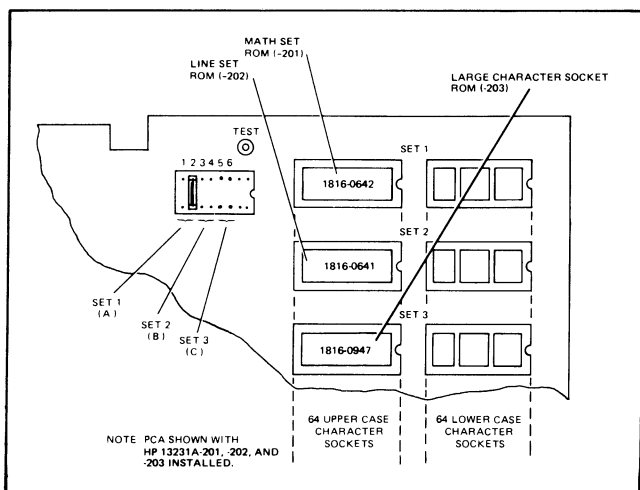 MATH SET
ROM (-201)
LINE SET
ROM (-202)
LARGE CHARACTER SOCKET
ROM (-203)
TEST
1 2 3 4 5 6
SET 1
1816-0642
SET 2
1816-0641
SET 3
1816-0947
SET 1
(A)
SET 2
(B)
SET 3
(C)
64 UPPER CASE
CHARACTER
SOCKETS
64 LOWER CASE
CHARACTER
SOCKETS
NOTE PCA SHOWN WITH
HP 13231A-201, -202, AND
-203 INSTALLED.